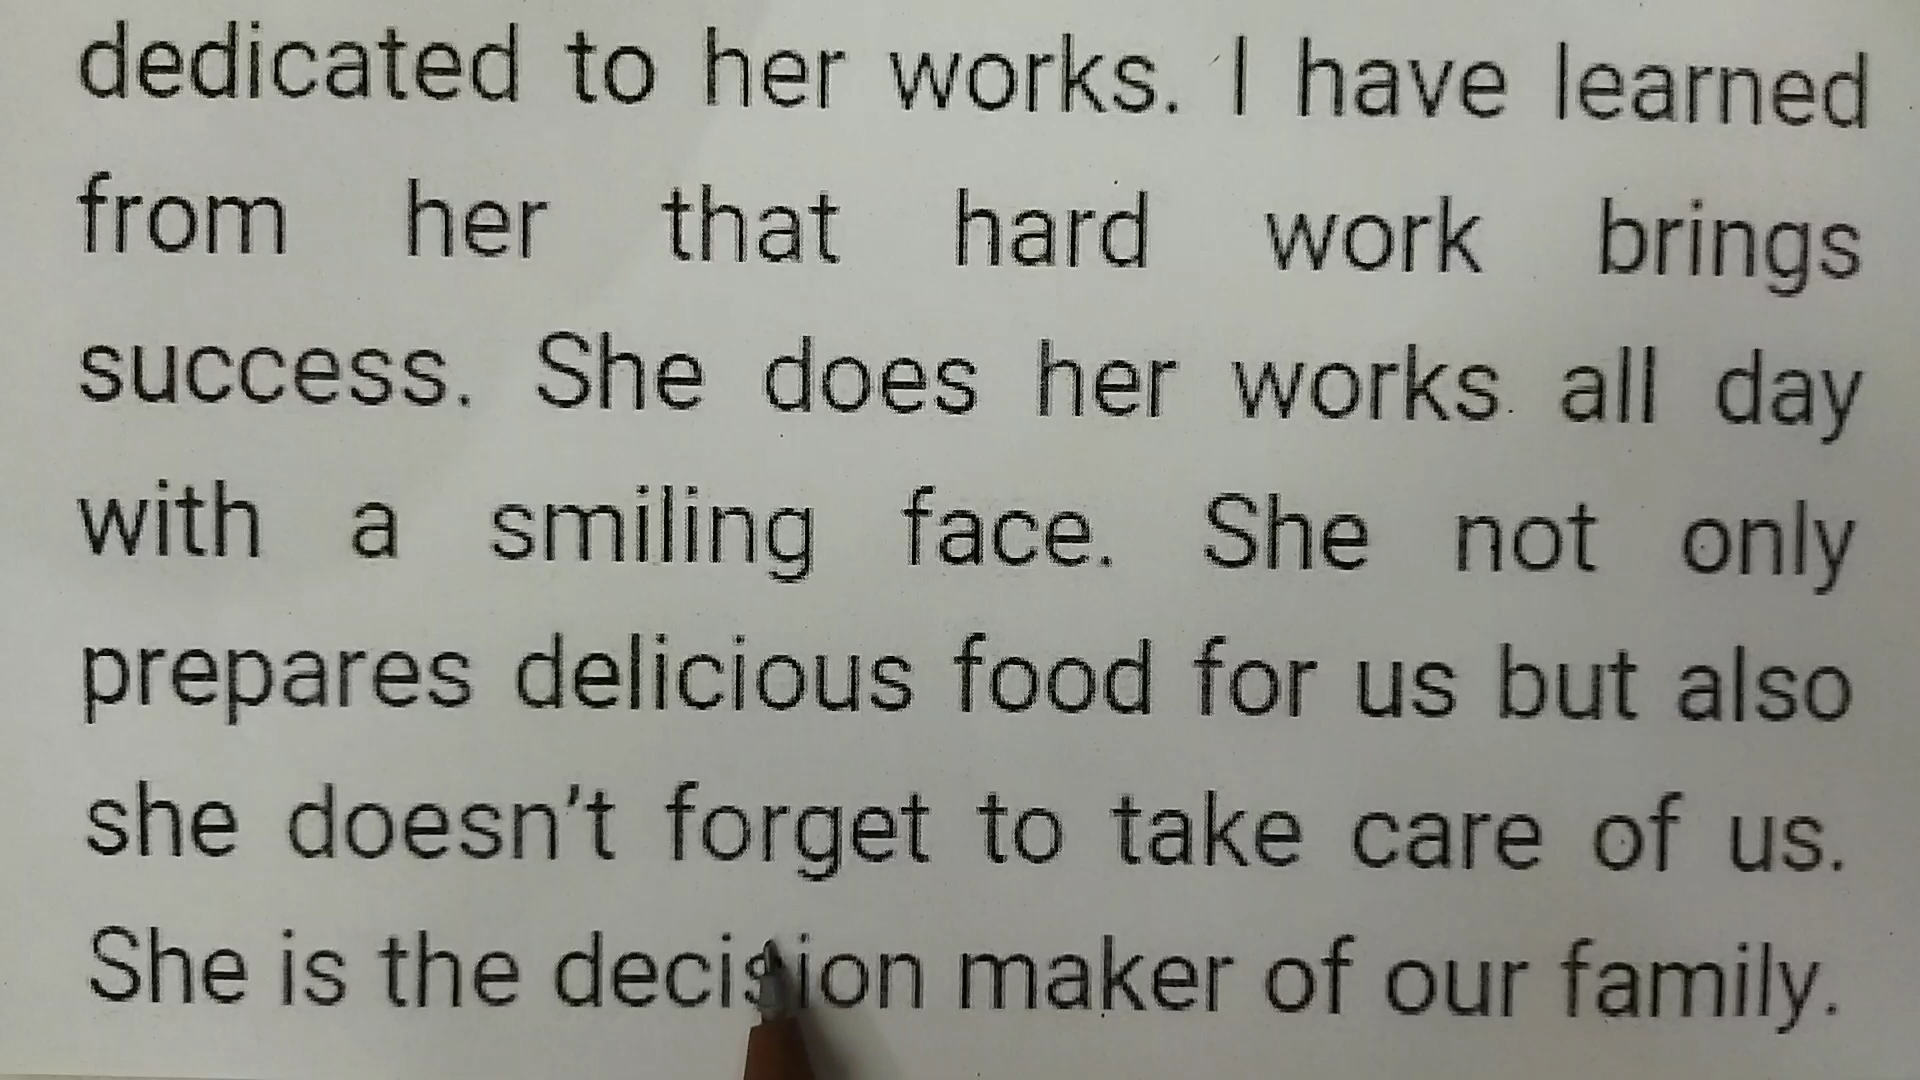 dedicated to her works. I have learned
from her that hard work brings
success. She does her works all day
with a smiling face. She not only
prepares delicious food for us but also
she doesn't forget to take care of us.
She is the decision maker of our family.